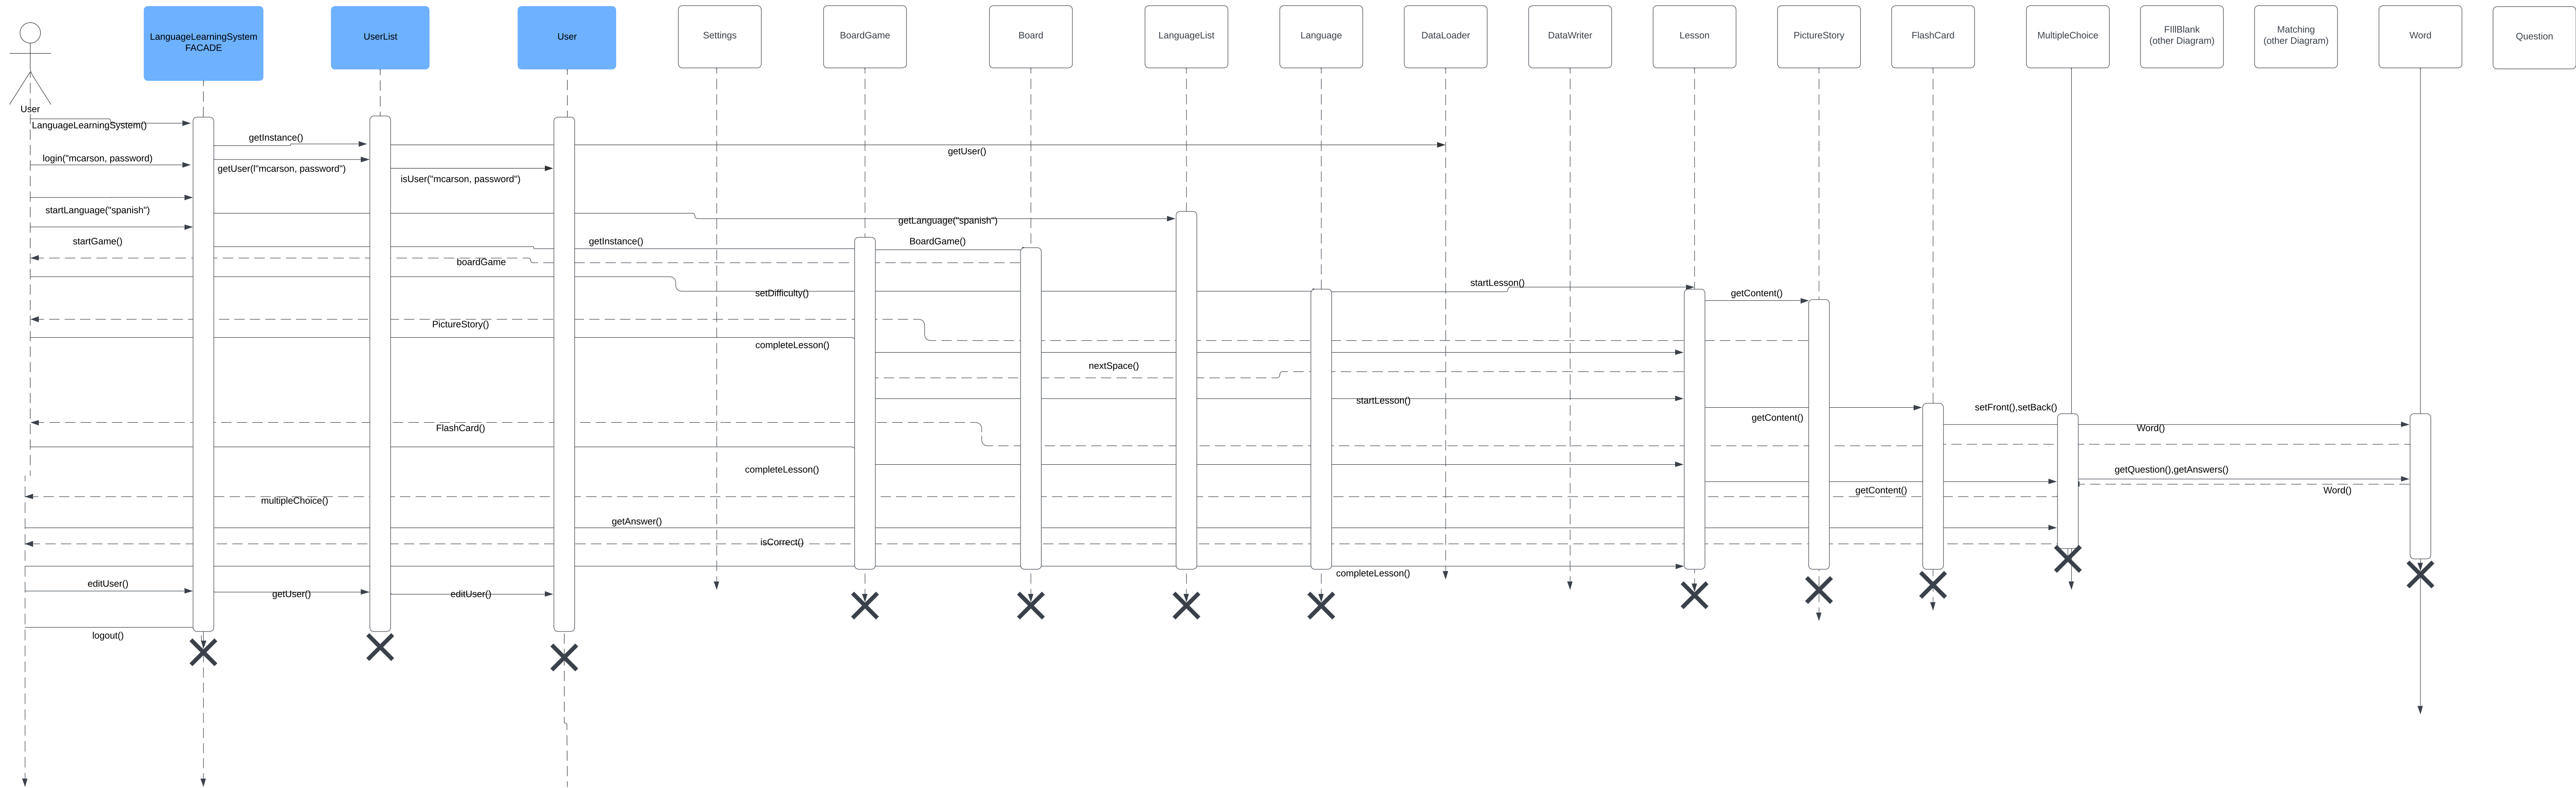 LanguageLearningSystem
FACADE
UserList
User
Settings
BoardGame
Board
LanguageList
Language
DataLoader
DataWriter
Lesson
PictureStory
FlashCard
MultipleChoice
FIllBlank
(other Diagram)
Matching
(other Diagram)
Word
Question
User
LanguageLearningSystem()
getInstance()
getUser()
login("mcarson, password)
getUser(l"mcarson, password")
isUser("mcarson, password")
startLanguage("spanish")
getLanguage("spanish")
startGame()
getInstance()
BoardGame()
boardGame
setDifficulty()
startLesson()
getContent()
PictureStory()
completeLesson()
nextSpace()
startLesson()
getContent()
setFront(),setBack()
FlashCard()
Word()
completeLesson()
getQuestion(),getAnswers()
multipleChoice()
getContent()
Word()
getAnswer()
isCorrect()
completeLesson()
editUser()
getUser()
editUser()
logout()